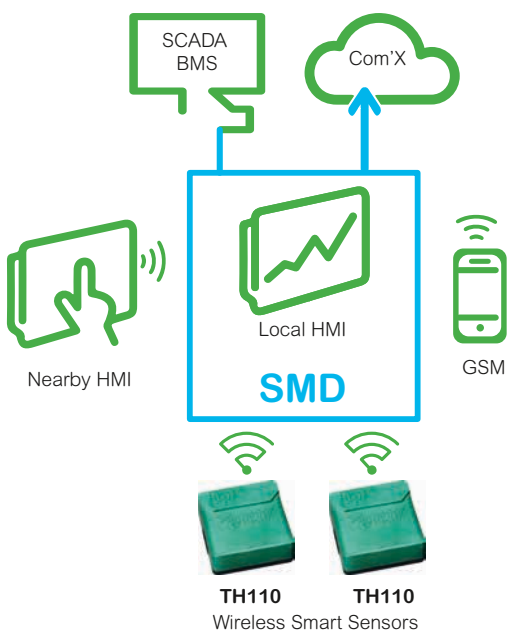 SCADA
BMS
Com'X
Local HMI
Nearby HMI
GSM
SMD
TH110
TH110
Wireless Smart Sensors